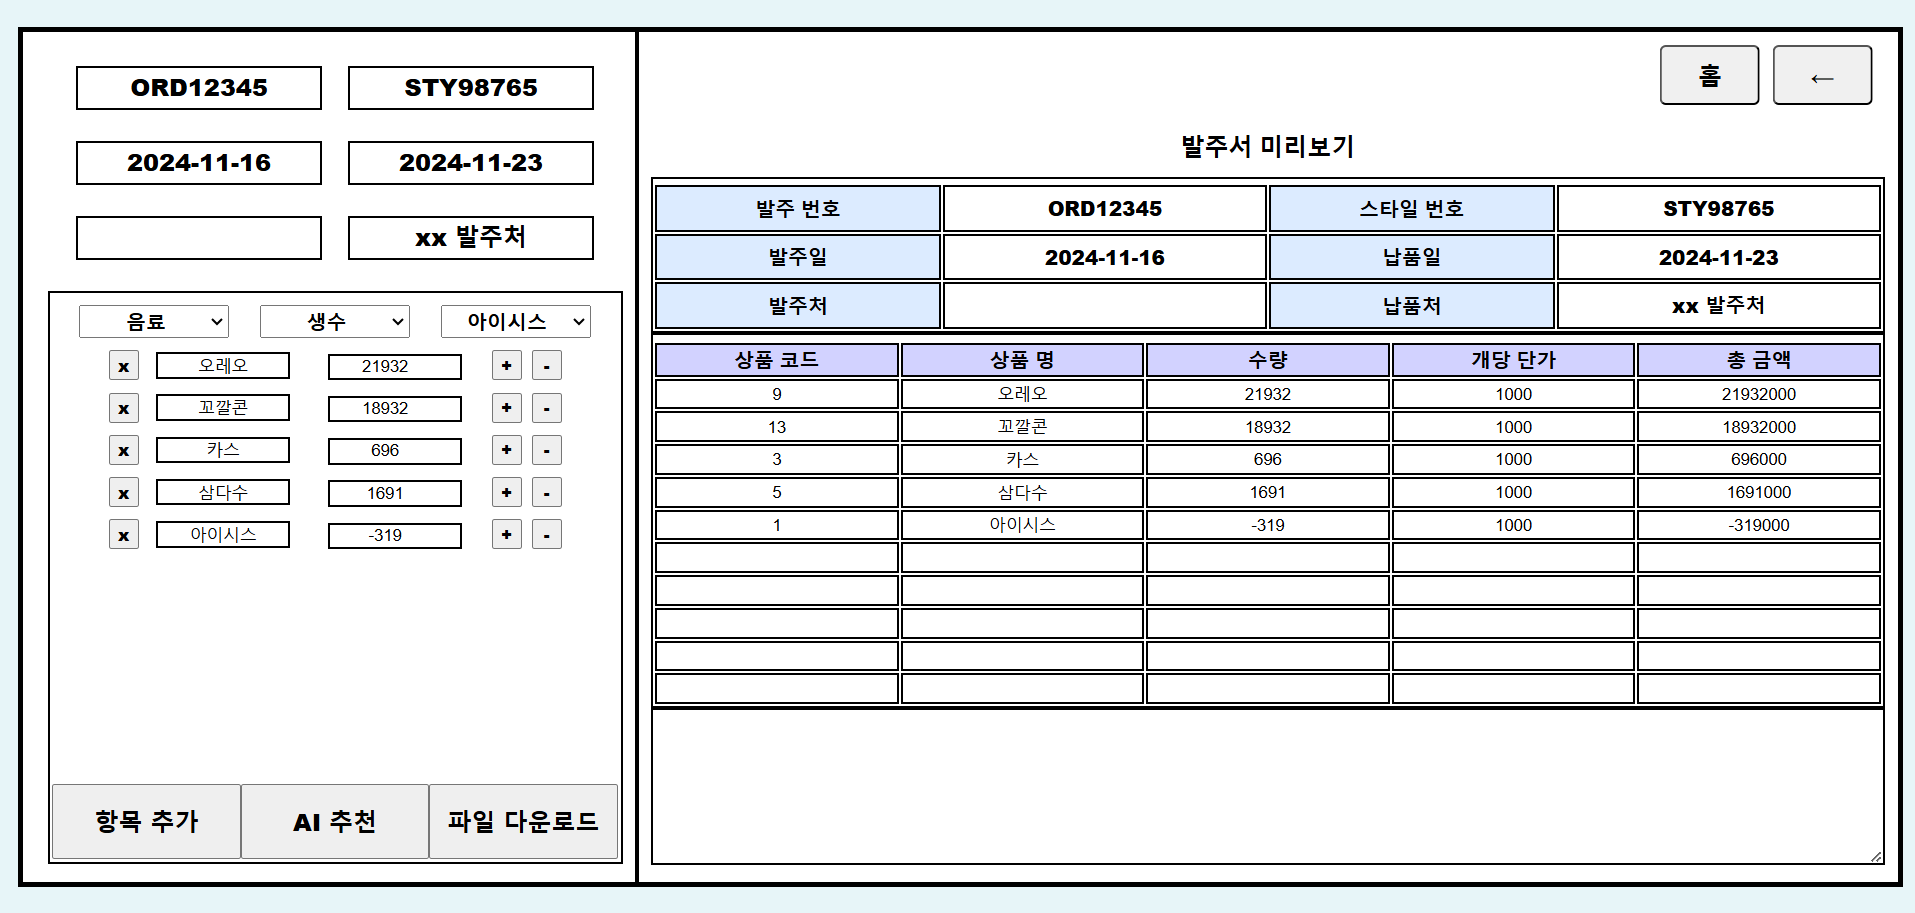 ORD12345 STY98765
2024-11-16 2024-11-23
xx 발주처
음료 생수 아이시스
x 오레오 21932 + -
x 꼬깔콘 18932 + -
x 카스 696 + -
x 삼다수 1691 + -
x 아이시스 -319 + -
항목 추가 AI 추천 파일 다운로드
홈 ←
발주서 미리보기
발주 번호 ORD12345 스타일 번호 STY98765
발주일 2024-11-16 납품일 2024-11-23
발주처 납품처 xx 발주처
상품 코드 상품 명 수량 개당 단가 총 금액
9 오레오 21932 1000 21932000
13 꼬깔콘 18932 1000 18932000
3 카스 696 1000 696000
5 삼다수 1691 1000 1691000
1 아이시스 -319 1000 -319000